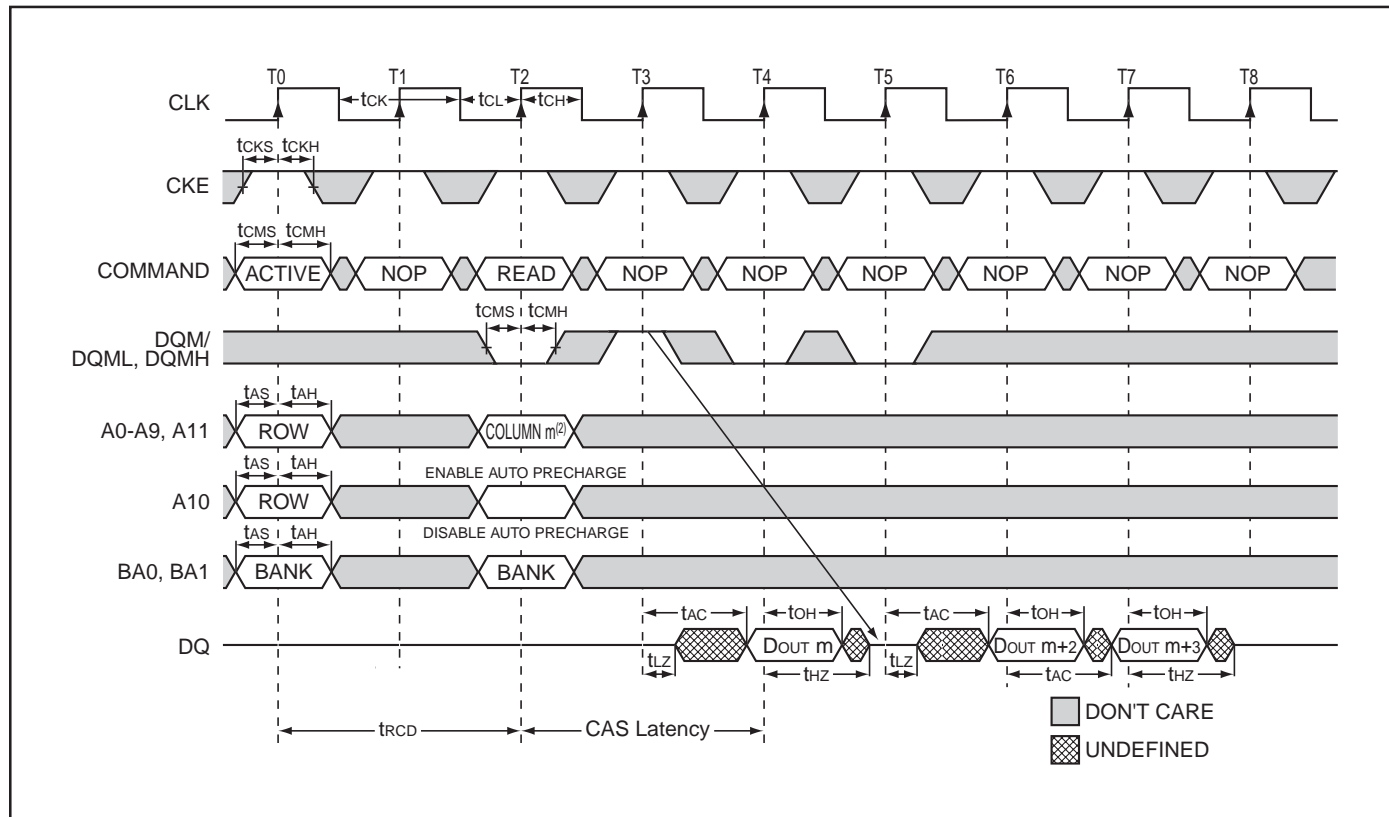 T0 T1 T2 T3 T4 T5 T6 T7 T8
CLK tCK tCL tCH
tCKS tCKH
CKE
tCMS tCMH
COMMAND ACTIVE NOP READ NOP NOP NOP NOP NOP NOP
tCMS tCMH
DQM/
DQML, DQMH
tAS tAH
A0-A9, A11 ROW COLUMN m(2)
tAS tAH ENABLE AUTO PRECHARGE
A10 ROW
tAS tAH DISABLE AUTO PRECHARGE
BA0, BA1 BANK BANK
tAC tOH tAC tOH tOH
DQ DOUT m DOUT m+2 DOUT m+3
tLZ tHZ tLZ tAC tHZ
tRCD CAS Latency
DON'T CARE
UNDEFINED